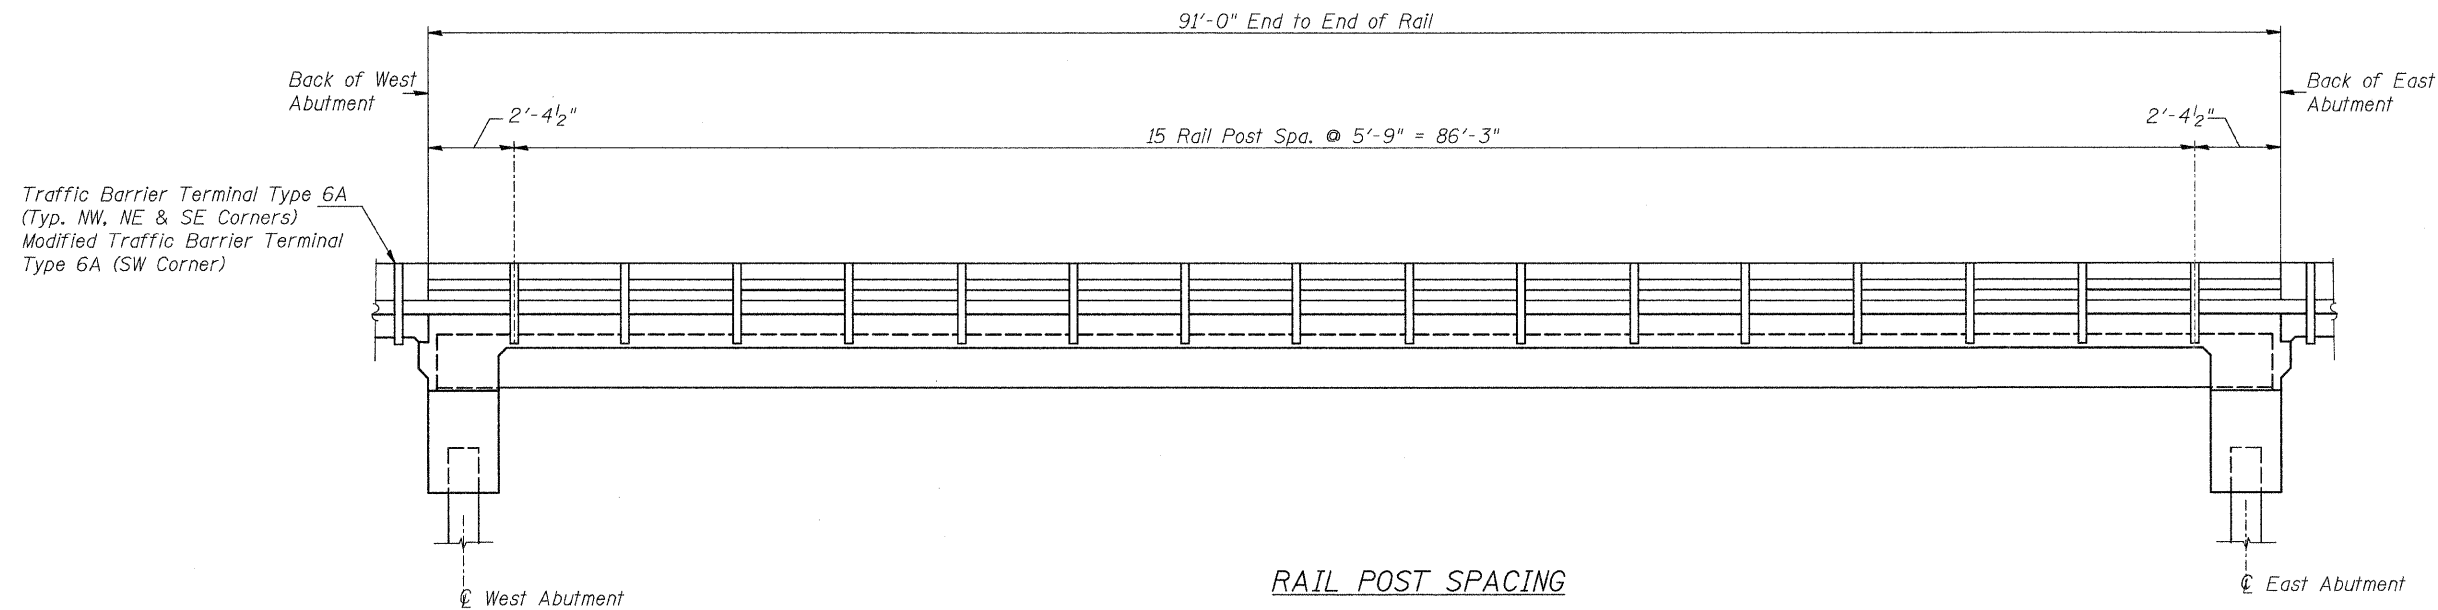 91'-0" End to End of Rail
Back of West
Abutment
Back of East
Abutment
2'-4½"
2'-4½"
15 Rail Post Spa. @ 5'-9" = 86'-3"
Traffic Barrier Terminal Type 6A
(Typ. NW, NE & SE Corners)
Modified Traffic Barrier Terminal
Type 6A (SW Corner)
RAIL POST SPACING
℄ West Abutment
℄ East Abutment